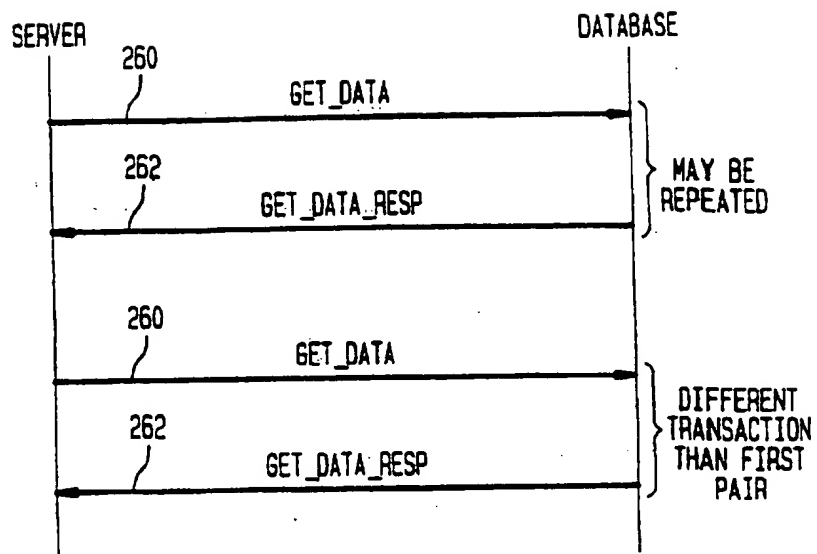 SERVER
DATABASE
260
GET_DATA
262
GET_DATA_RESP
MAY BE
REPEATED
260
GET_DATA
262
GET_DATA_RESP
DIFFERENT
TRANSACTION
THAN FIRST
PAIR